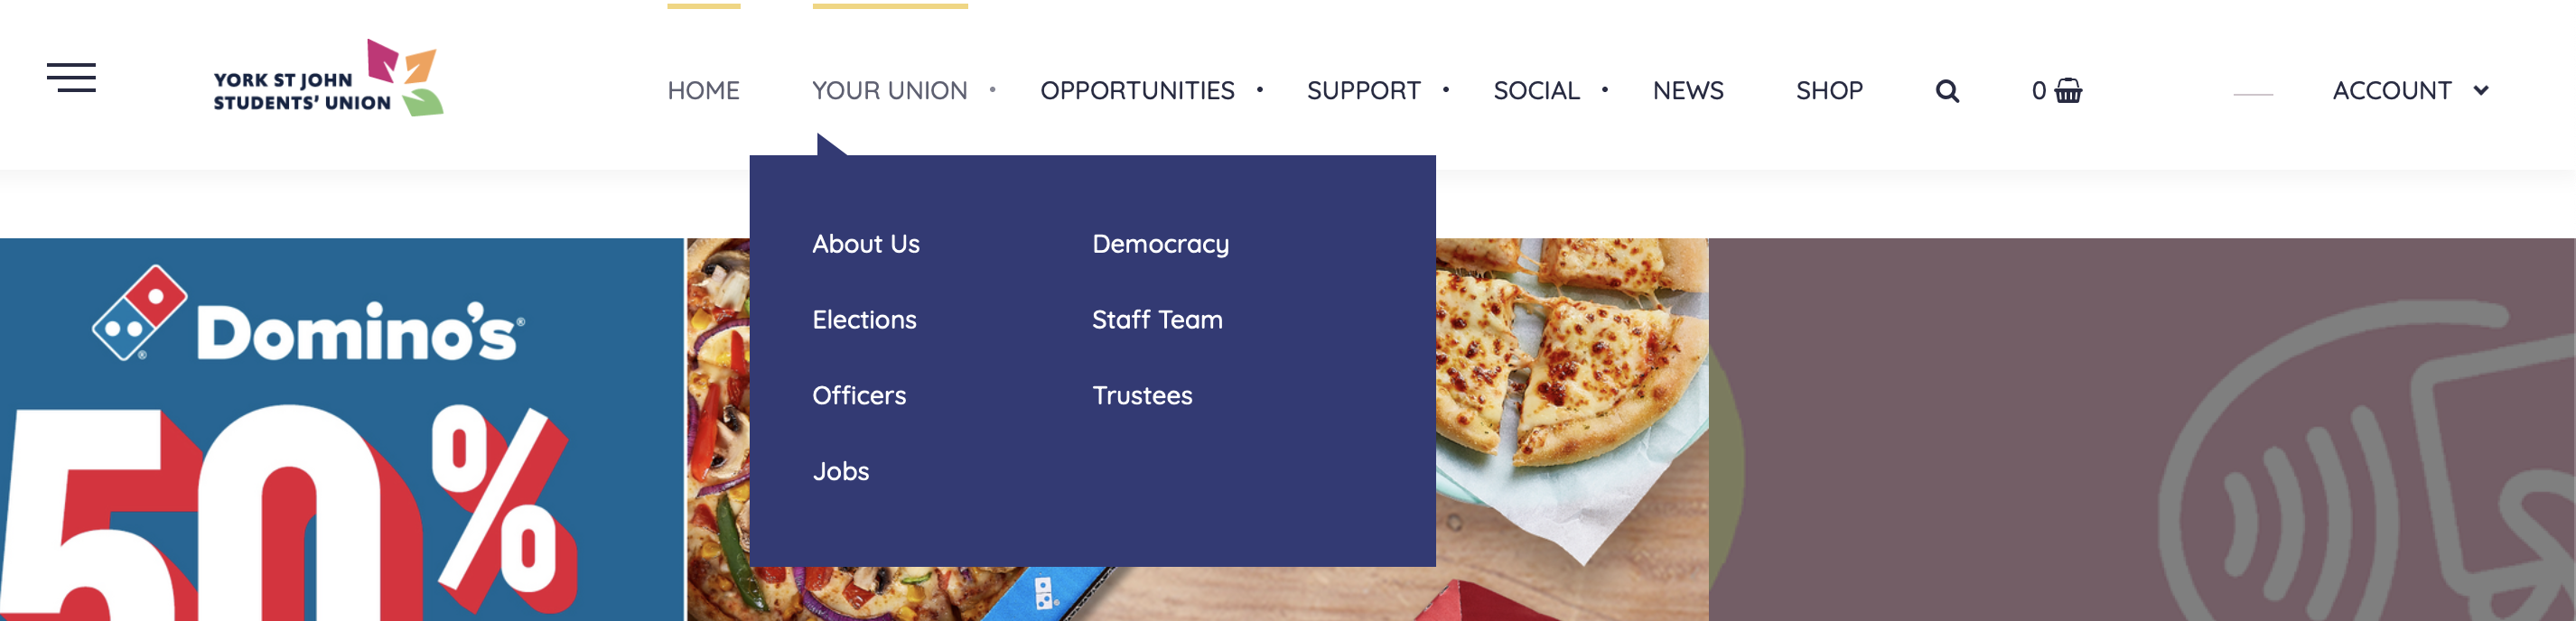 YORK ST JOHN
STUDENTS' UNION
HOME
YOUR UNION
OPPORTUNITIES
SUPPORT
SOCIAL
NEWS
SHOP
0
ACCOUNT
About Us
Democracy
Elections
Staff Team
Officers
Trustees
Jobs
Domino's®
50%